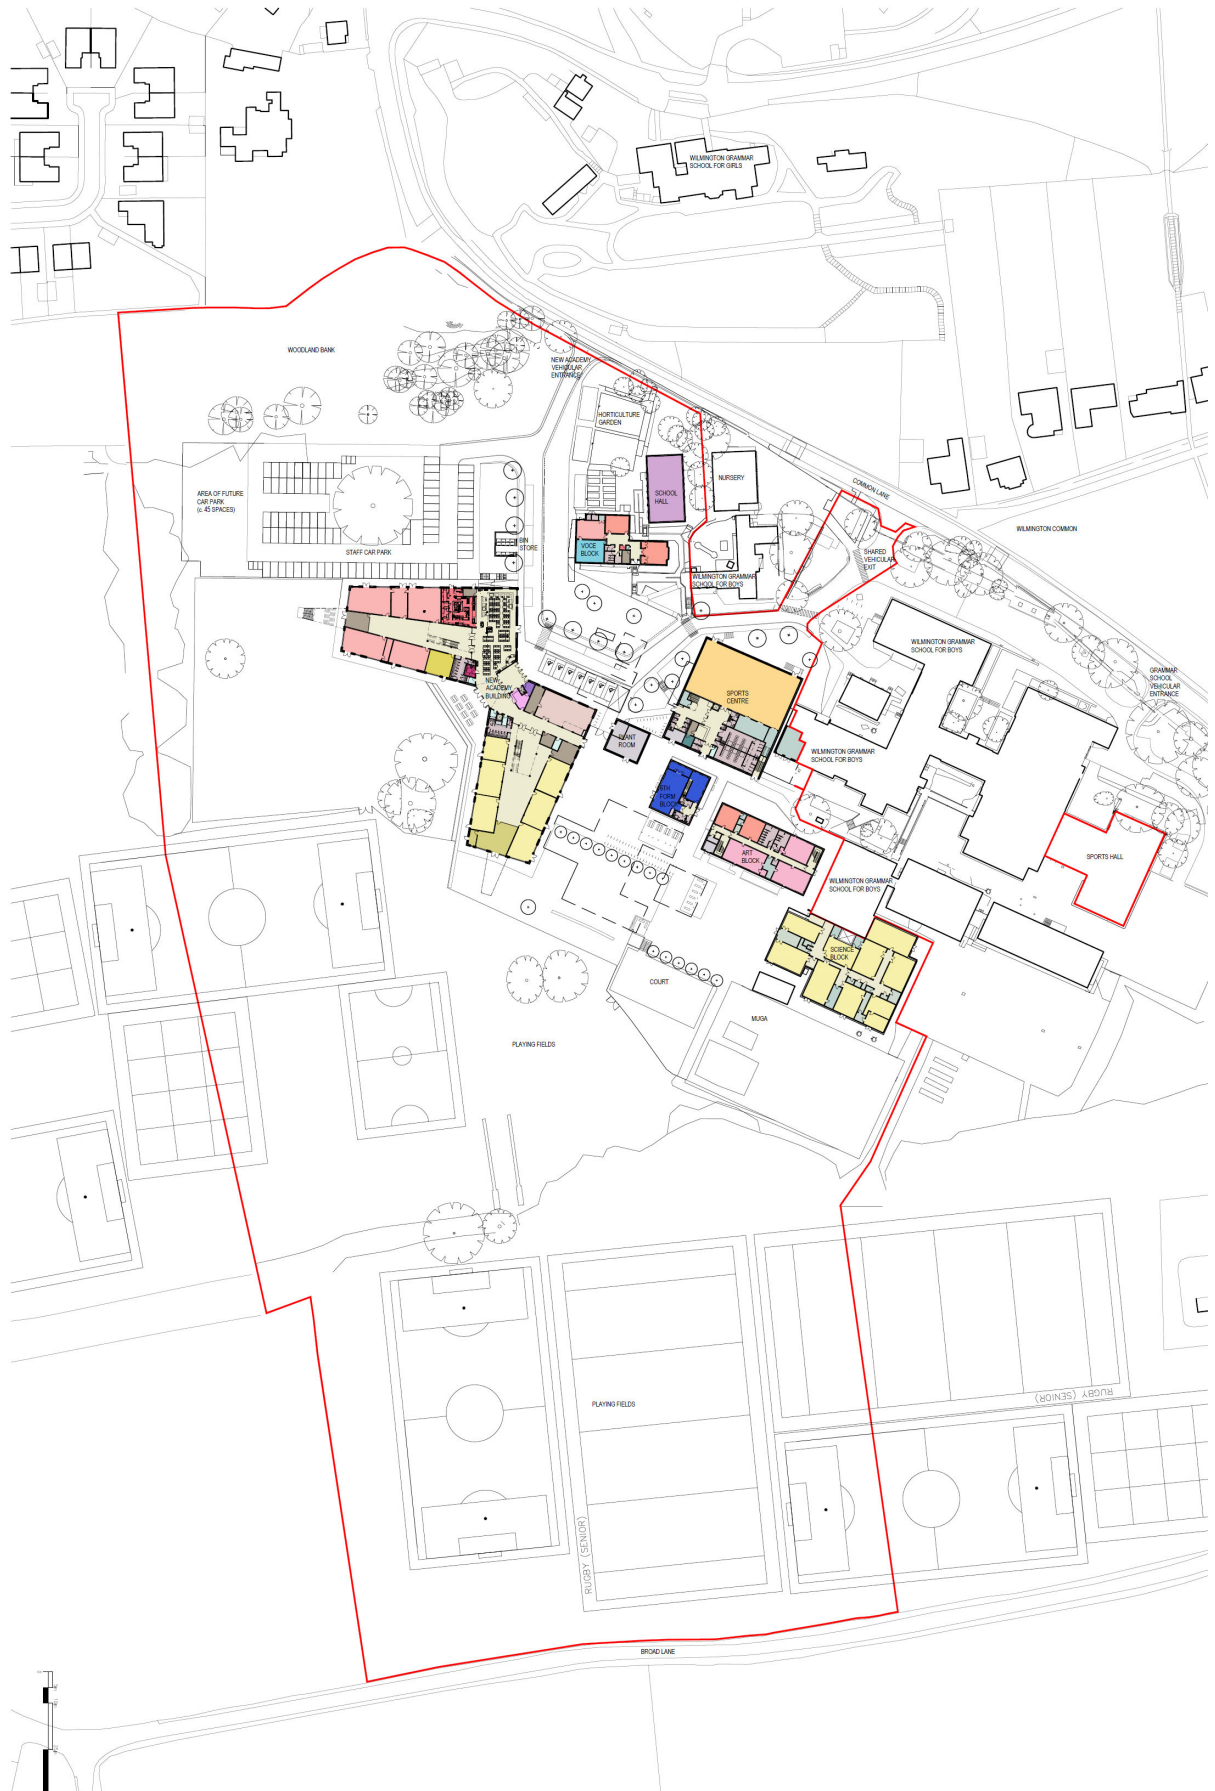 WILMINGTON GRAMMAR
SCHOOL FOR GIRLS
WOODLAND BANK
NEW ACADEMY
VEHICULAR
ENTRANCE
HORTICULTURE
GARDEN
NURSERY
COMMON LANE
SCHOOL
HALL
AREA OF FUTURE
CAR PARK
(c. 45 SPACES)
STAFF CAR PARK
BIN
STORE
VOCE
BLOCK
WILMINGTON COMMON
SHARED
VEHICULAR
EXIT
WILMINGTON GRAMMAR
SCHOOL FOR BOYS
WILMINGTON GRAMMAR
SCHOOL FOR BOYS
GRAMMAR
SCHOOL
VEHICULAR
ENTRANCE
NEW
ACADEMY
BUILDING
SPORTS
CENTRE
PLANT
ROOM
WILMINGTON GRAMMAR
SCHOOL FOR BOYS
6TH
FORM
BLOCK
ART
BLOCK
SPORTS HALL
WILMINGTON GRAMMAR
SCHOOL FOR BOYS
SCIENCE
BLOCK
COURT
MUGA
PLAYING FIELDS
RUGBY (SENIOR)
PLAYING FIELDS
RUGBY (SENIOR)
BROAD LANE